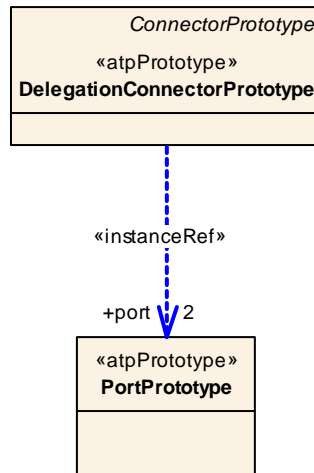 ConnectorPrototype
«atpPrototype»
DelegationConnectorPrototype
«instanceRef»
+port 2
«atpPrototype»
PortPrototype